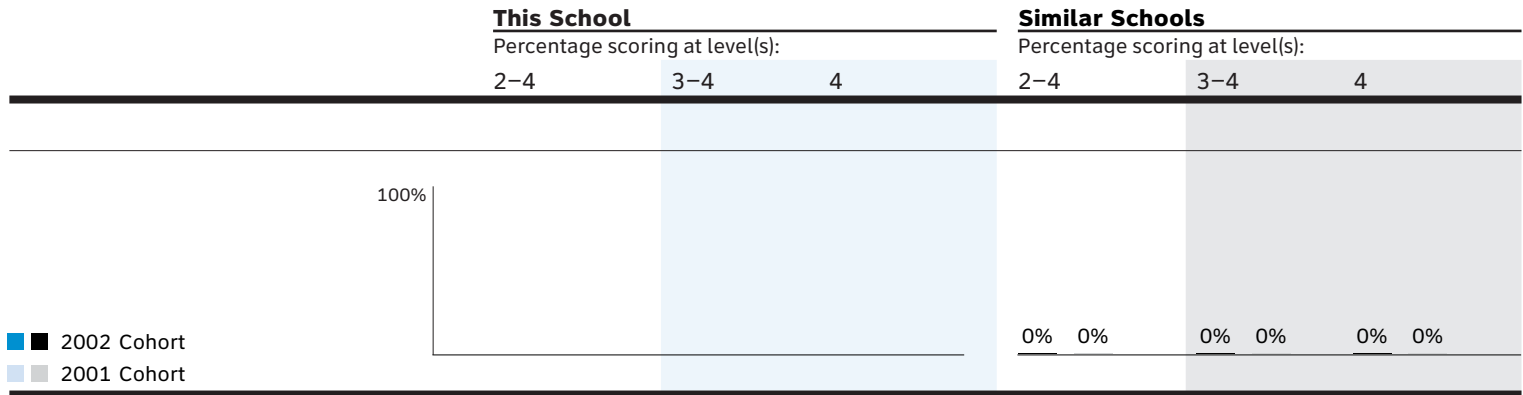 This School
Similar Schools
Percentage scoring at level(s):
Percentage scoring at level(s):
2–4 3–4 4
2–4 3–4 4
100%
0% 0% 0% 0% 0% 0%
2002 Cohort
2001 Cohort